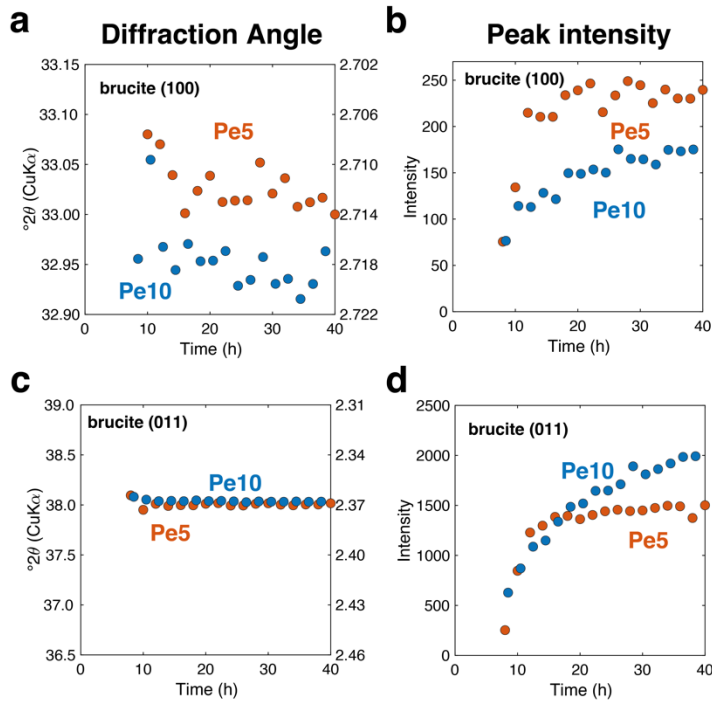 a Diffraction Angle
brucite (100)
Pe5
Pe10
33.15
33.10
33.05
33.00
32.95
32.90
2.702
2.706
2.710
2.714
2.718
2.722
0 10 20 30 40
°2θ (CuKα)
Time (h)
b Peak intensity
brucite (100)
Pe5
Pe10
250
200
150
100
50
0
0 10 20 30 40
Intensity
Time (h)
c
brucite (011)
Pe10
Pe5
39.0
38.5
38.0
37.5
37.0
36.5
2.31
2.34
2.37
2.40
2.43
2.46
0 10 20 30 40
°2θ (CuKα)
Time (h)
d
brucite (011)
Pe10
Pe5
2500
2000
1500
1000
500
0
0 10 20 30 40
Intensity
Time (h)